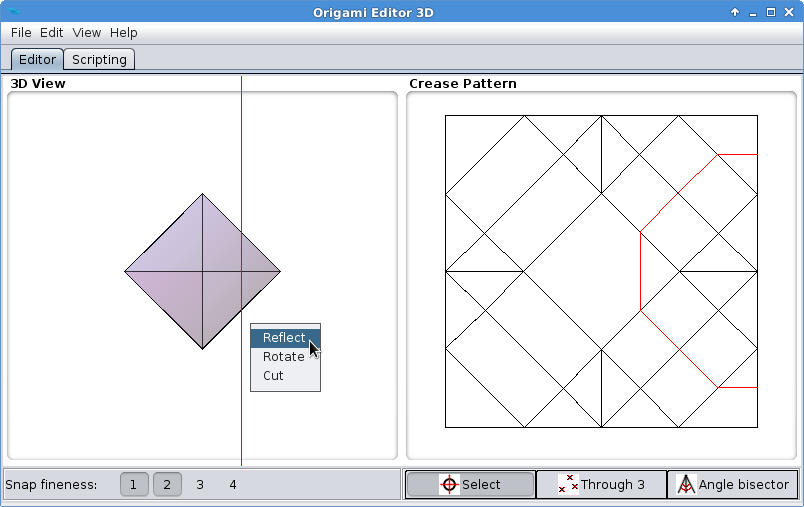 Origami Editor 3D
File Edit View Help
Editor Scripting
3D View
Crease Pattern
Reflect
Rotate
Cut
Snap fineness: 1 2 3 4
Select Through 3 Angle bisector